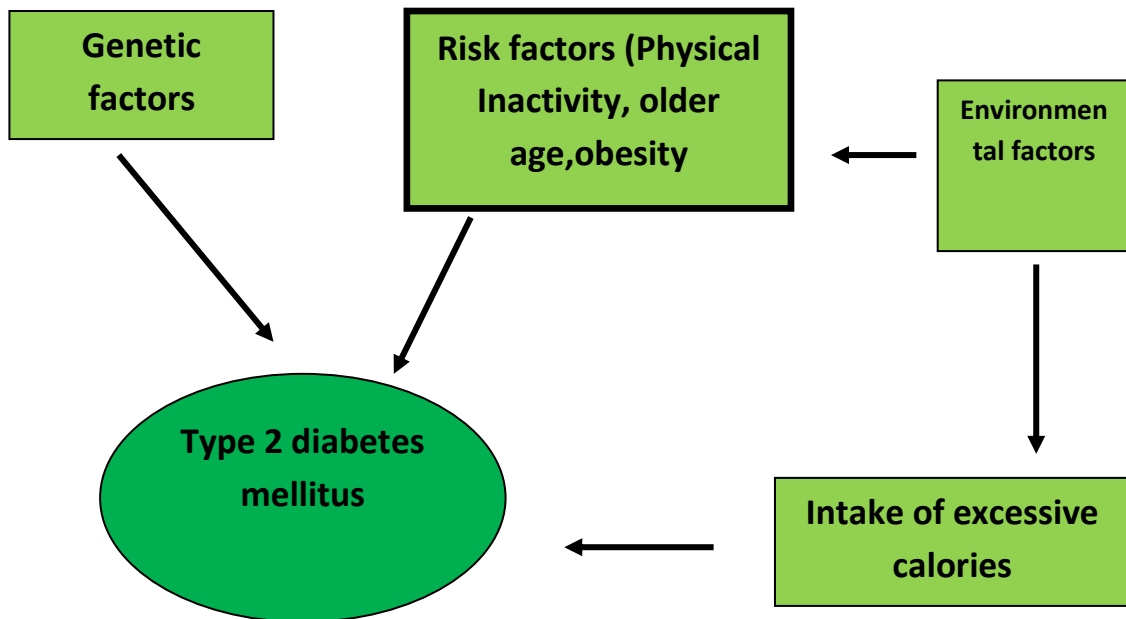 Genetic
factors
Risk factors (Physical
Inactivity, older
age,obesity
Environmen
tal factors
Type 2 diabetes
mellitus
Intake of excessive
calories